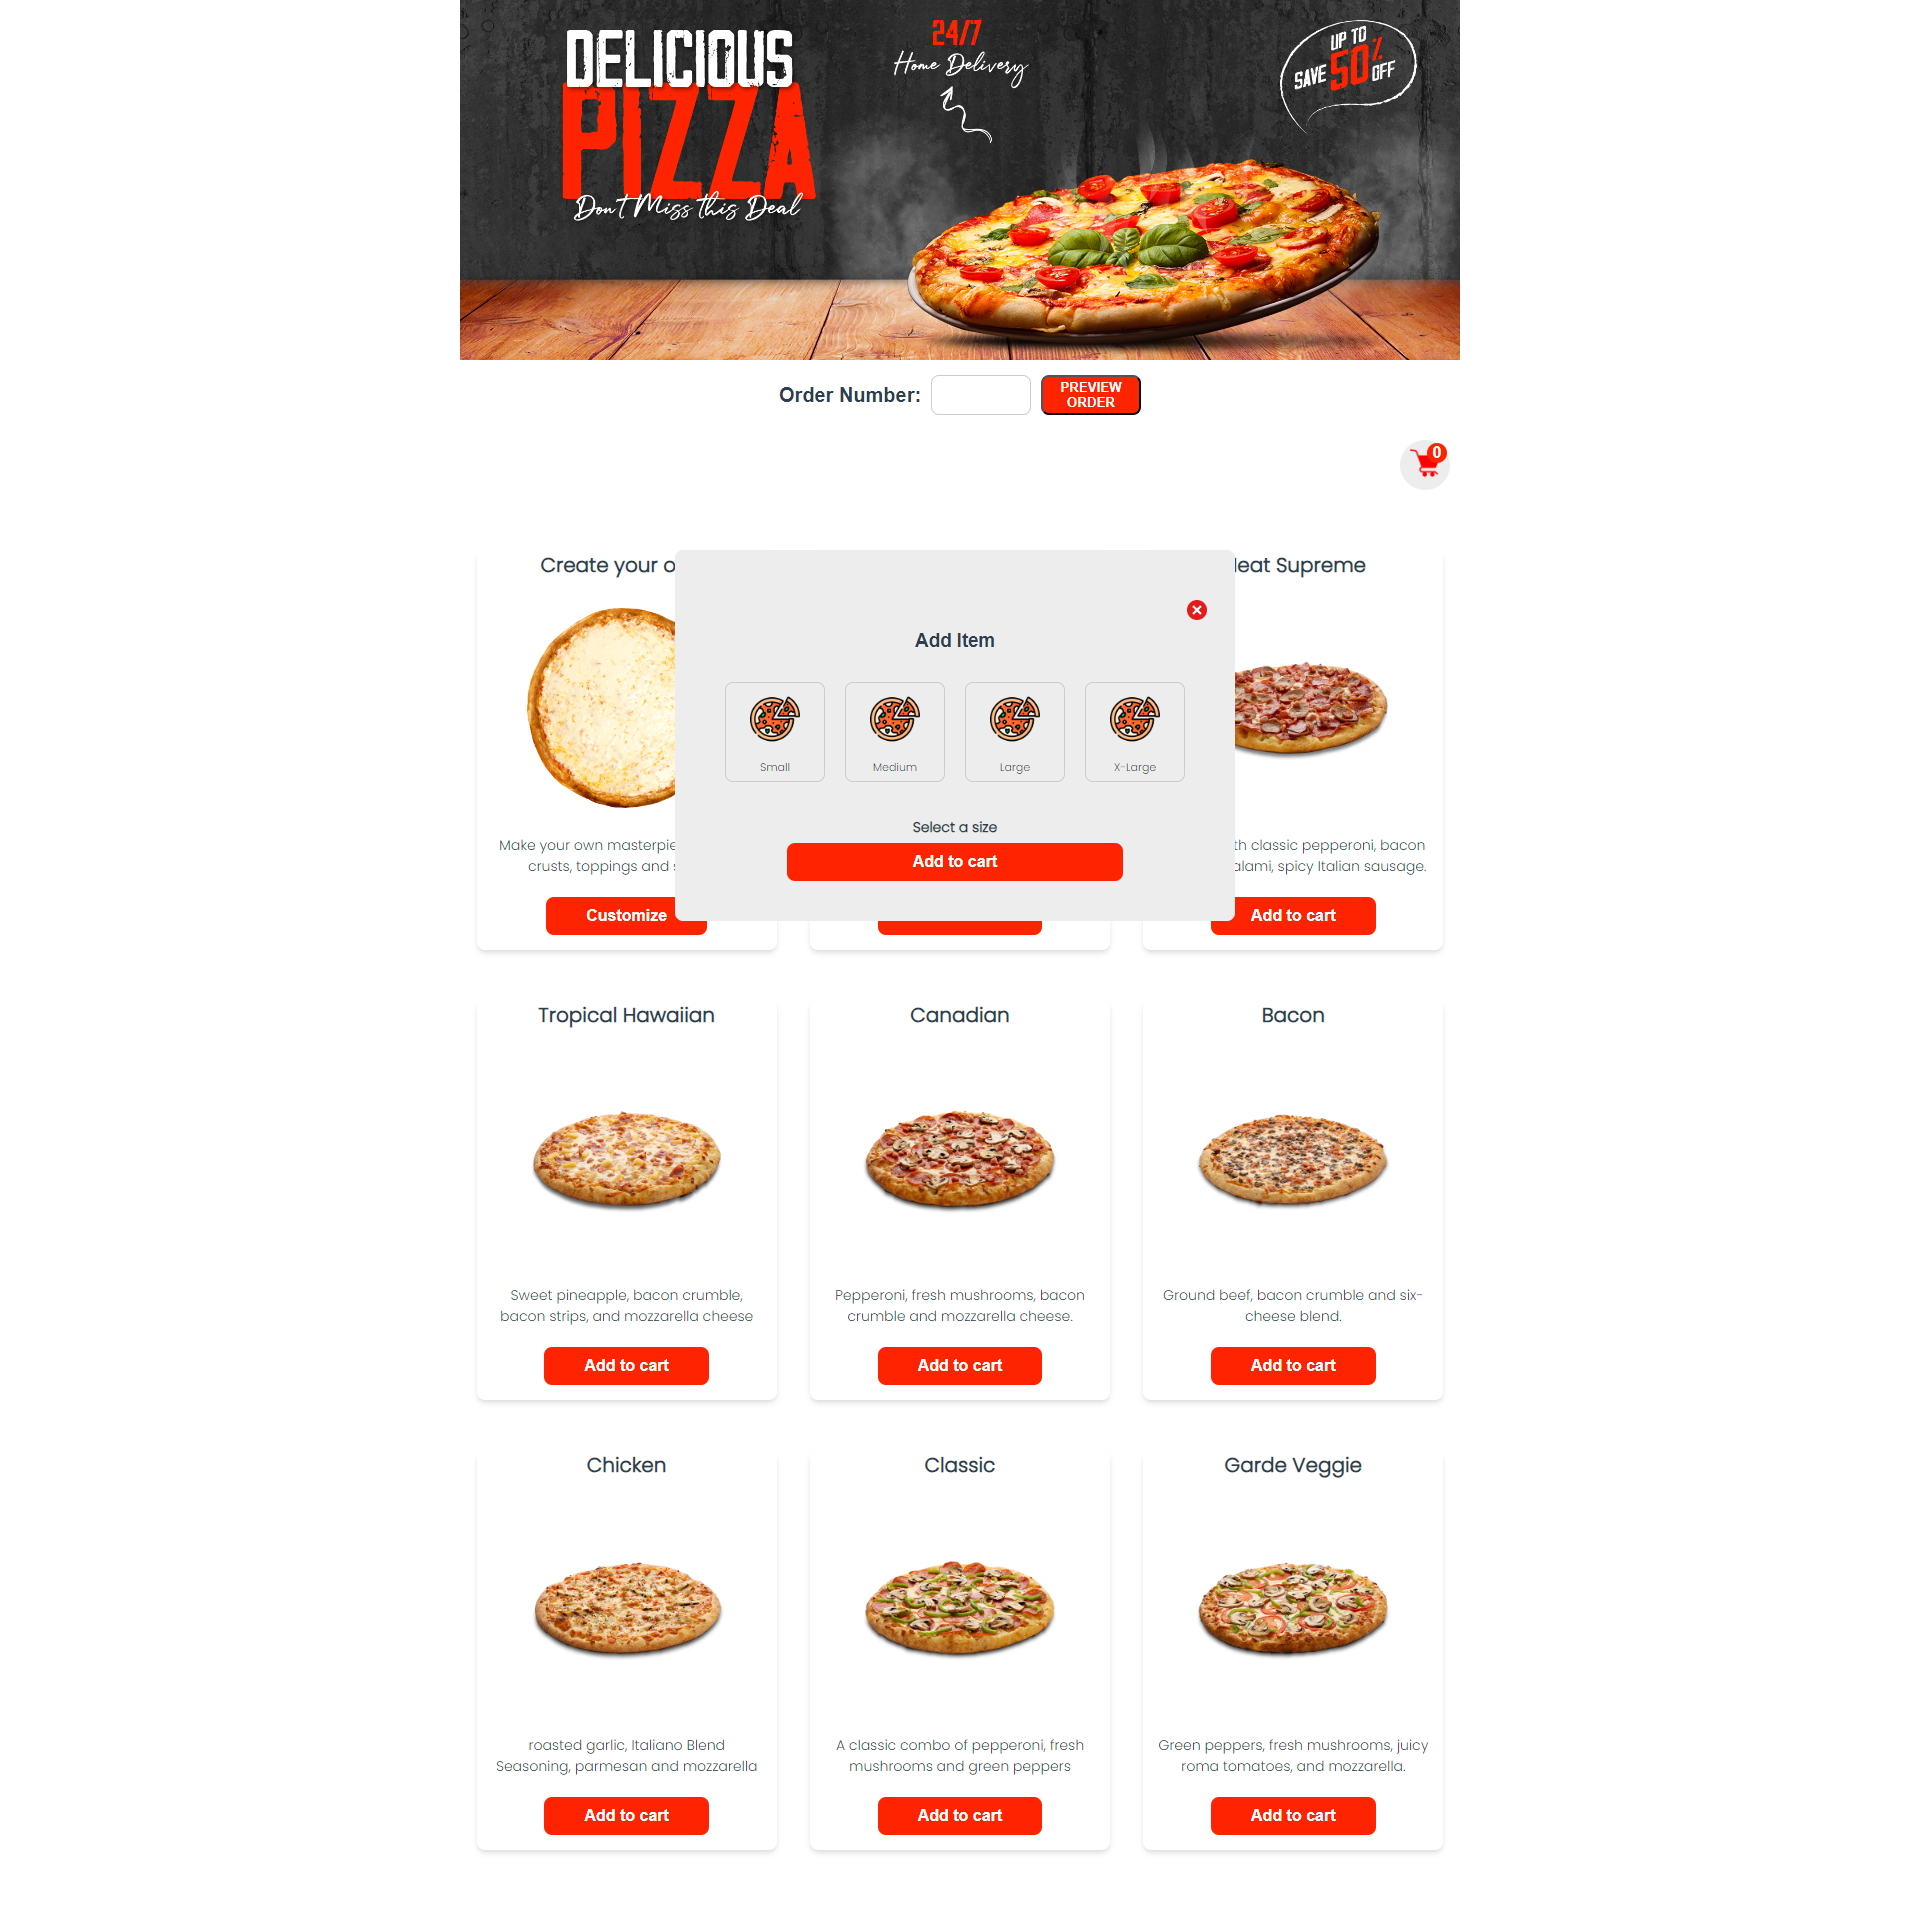 DELICIOUS
PIZZA
Don't Miss this Deal
24/7
Home Delivery
UP TO
SAVE 50% OFF
Order Number:
PREVIEW
ORDER
0
Create your o
eat Supreme
Add Item
Small
Medium
Large
X-Large
Select a size
Add to cart
Make your own masterpie
crusts, toppings and
th classic pepperoni, bacon
alami, spicy Italian sausage.
Customize
Add to cart
Tropical Hawaiian
Canadian
Bacon
Sweet pineapple, bacon crumble,
bacon strips, and mozzarella cheese
Pepperoni, fresh mushrooms, bacon
crumble and mozzarella cheese.
Ground beef, bacon crumble and six-
cheese blend.
Add to cart
Add to cart
Add to cart
Chicken
Classic
Garde Veggie
roasted garlic, Italiano Blend
Seasoning, parmesan and mozzarella
A classic combo of pepperoni, fresh
mushrooms and green peppers
Green peppers, fresh mushrooms, juicy
roma tomatoes, and mozzarella.
Add to cart
Add to cart
Add to cart